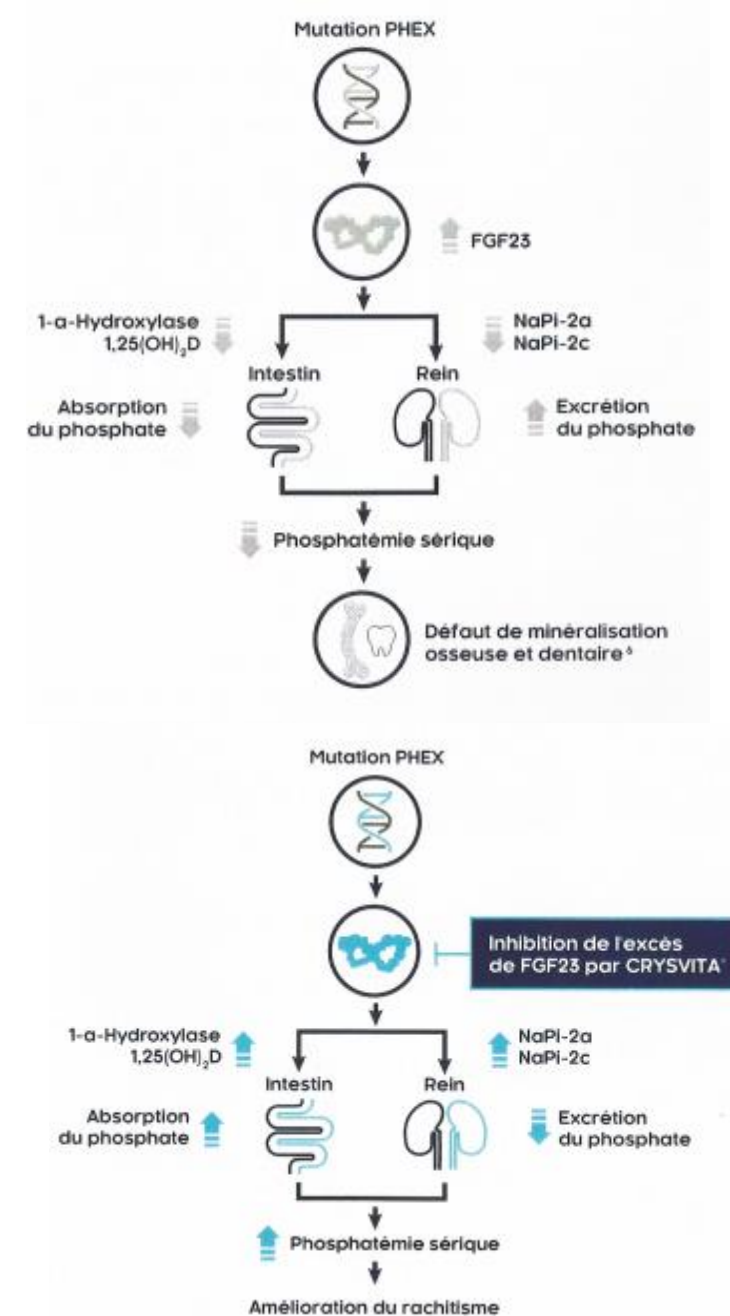 Mutation PHEX
FGF23
1-α-Hydroxylase
1,25(OH)₂D
NaPi-2a
NaPi-2c
Intestin
Rein
Absorption
du phosphate
Excrétion
du phosphate
Phosphatémie sérique
Défaut de minéralisation
osseuse et dentaire⁶
Mutation PHEX
Inhibition de l'excès
de FGF23 par CRYSVITA
1-α-Hydroxylase
1,25(OH)₂D
NaPi-2a
NaPi-2c
Intestin
Rein
Absorption
du phosphate
Excrétion
du phosphate
Phosphatémie sérique
Amélioration du rachitisme